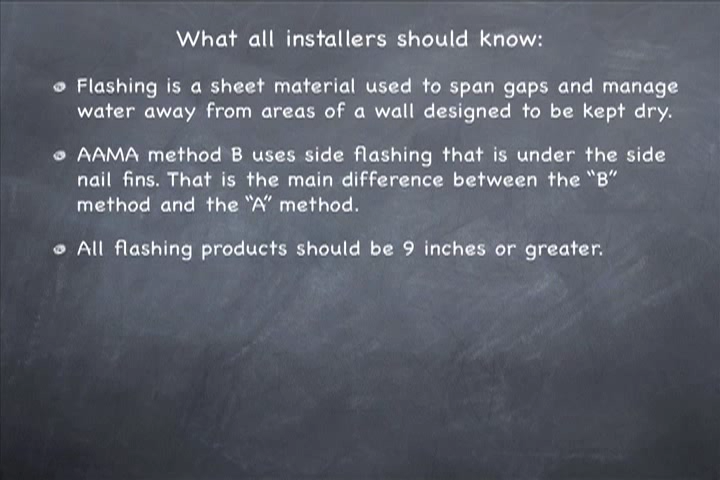 What all installers should know:
Flashing is a sheet material used to span gaps and manage
water away from areas of a wall designed to be kept dry.
AAMA method B uses side flashing that is under the side
nail fins. That is the main difference between the “B”
method and the “A” method.
All flashing products should be 9 inches or greater.